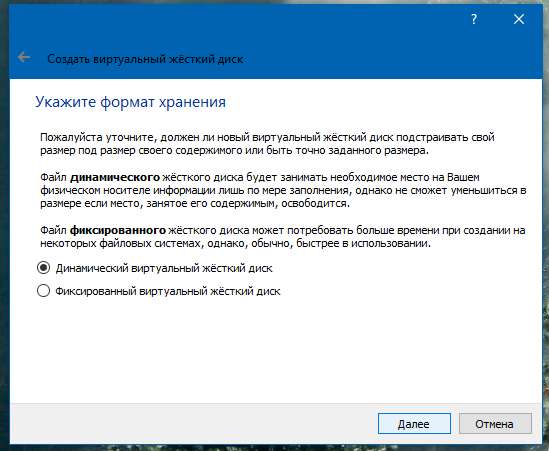 ?
Создать виртуальный жёсткий диск
Укажите формат хранения
Пожалуйста уточните, должен ли новый виртуальный жёсткий диск подстраивать свой
размер под размер своего содержимого или быть точно заданного размера.
Файл динамического жёсткого диска будет занимать необходимое место на Вашем
физическом носителе информации лишь по мере заполнения, однако не сможет уменьшиться в
размере если место, занятое его содержимым, освободится.
Файл фиксированного жёсткого диска может потребовать больше времени при создании на
некоторых файловых системах, однако, обычно, быстрее в использовании.
Динамический виртуальный жёсткий диск
Фиксированный виртуальный жёсткий диск
Далее
Отмена